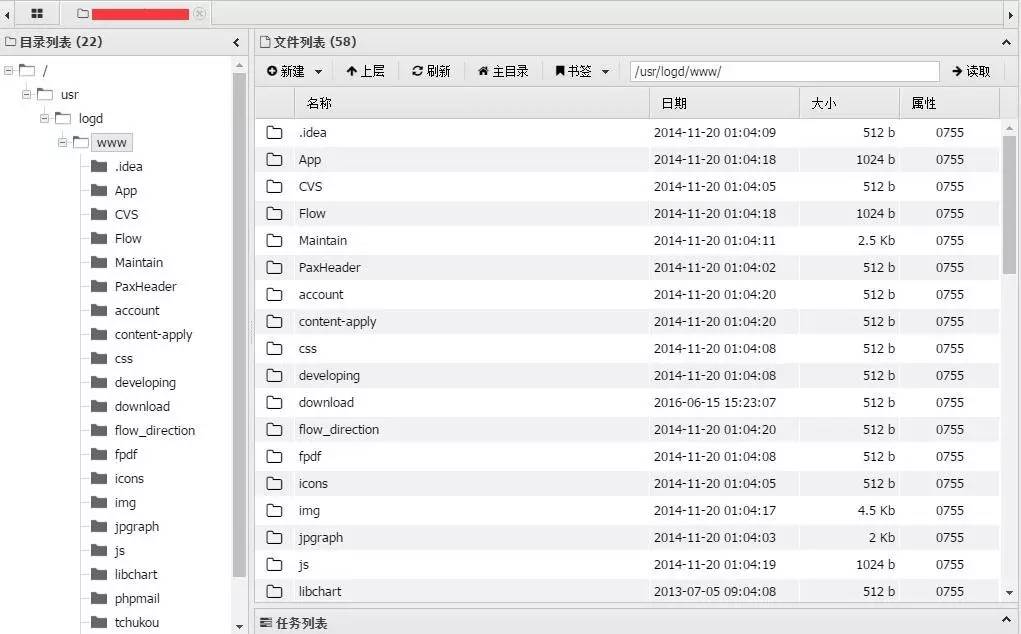 目录列表 (22)
/
usr
logd
www
.idea
App
CVS
Flow
Maintain
PaxHeader
account
content-apply
css
developing
download
flow_direction
fpdf
icons
img
jpgraph
js
libchart
phpmail
tchukou
文件列表 (58)
新建 上层 刷新 主目录 书签 /usr/logd/www/ 读取
名称 日期 大小 属性
.idea 2014-11-20 01:04:09 512 b 0755
App 2014-11-20 01:04:18 1024 b 0755
CVS 2014-11-20 01:04:05 512 b 0755
Flow 2014-11-20 01:04:18 1024 b 0755
Maintain 2014-11-20 01:04:11 2.5 Kb 0755
PaxHeader 2014-11-20 01:04:02 512 b 0755
account 2014-11-20 01:04:20 512 b 0755
content-apply 2014-11-20 01:04:20 512 b 0755
css 2014-11-20 01:04:08 512 b 0755
developing 2014-11-20 01:04:08 512 b 0755
download 2016-06-15 15:23:07 512 b 0755
flow_direction 2014-11-20 01:04:20 512 b 0755
fpdf 2014-11-20 01:04:08 512 b 0755
icons 2014-11-20 01:04:05 512 b 0755
img 2014-11-20 01:04:17 4.5 Kb 0755
jpgraph 2014-11-20 01:04:03 2 Kb 0755
js 2014-11-20 01:04:19 1024 b 0755
libchart 2013-07-05 09:04:08 512 b 0755
任务列表